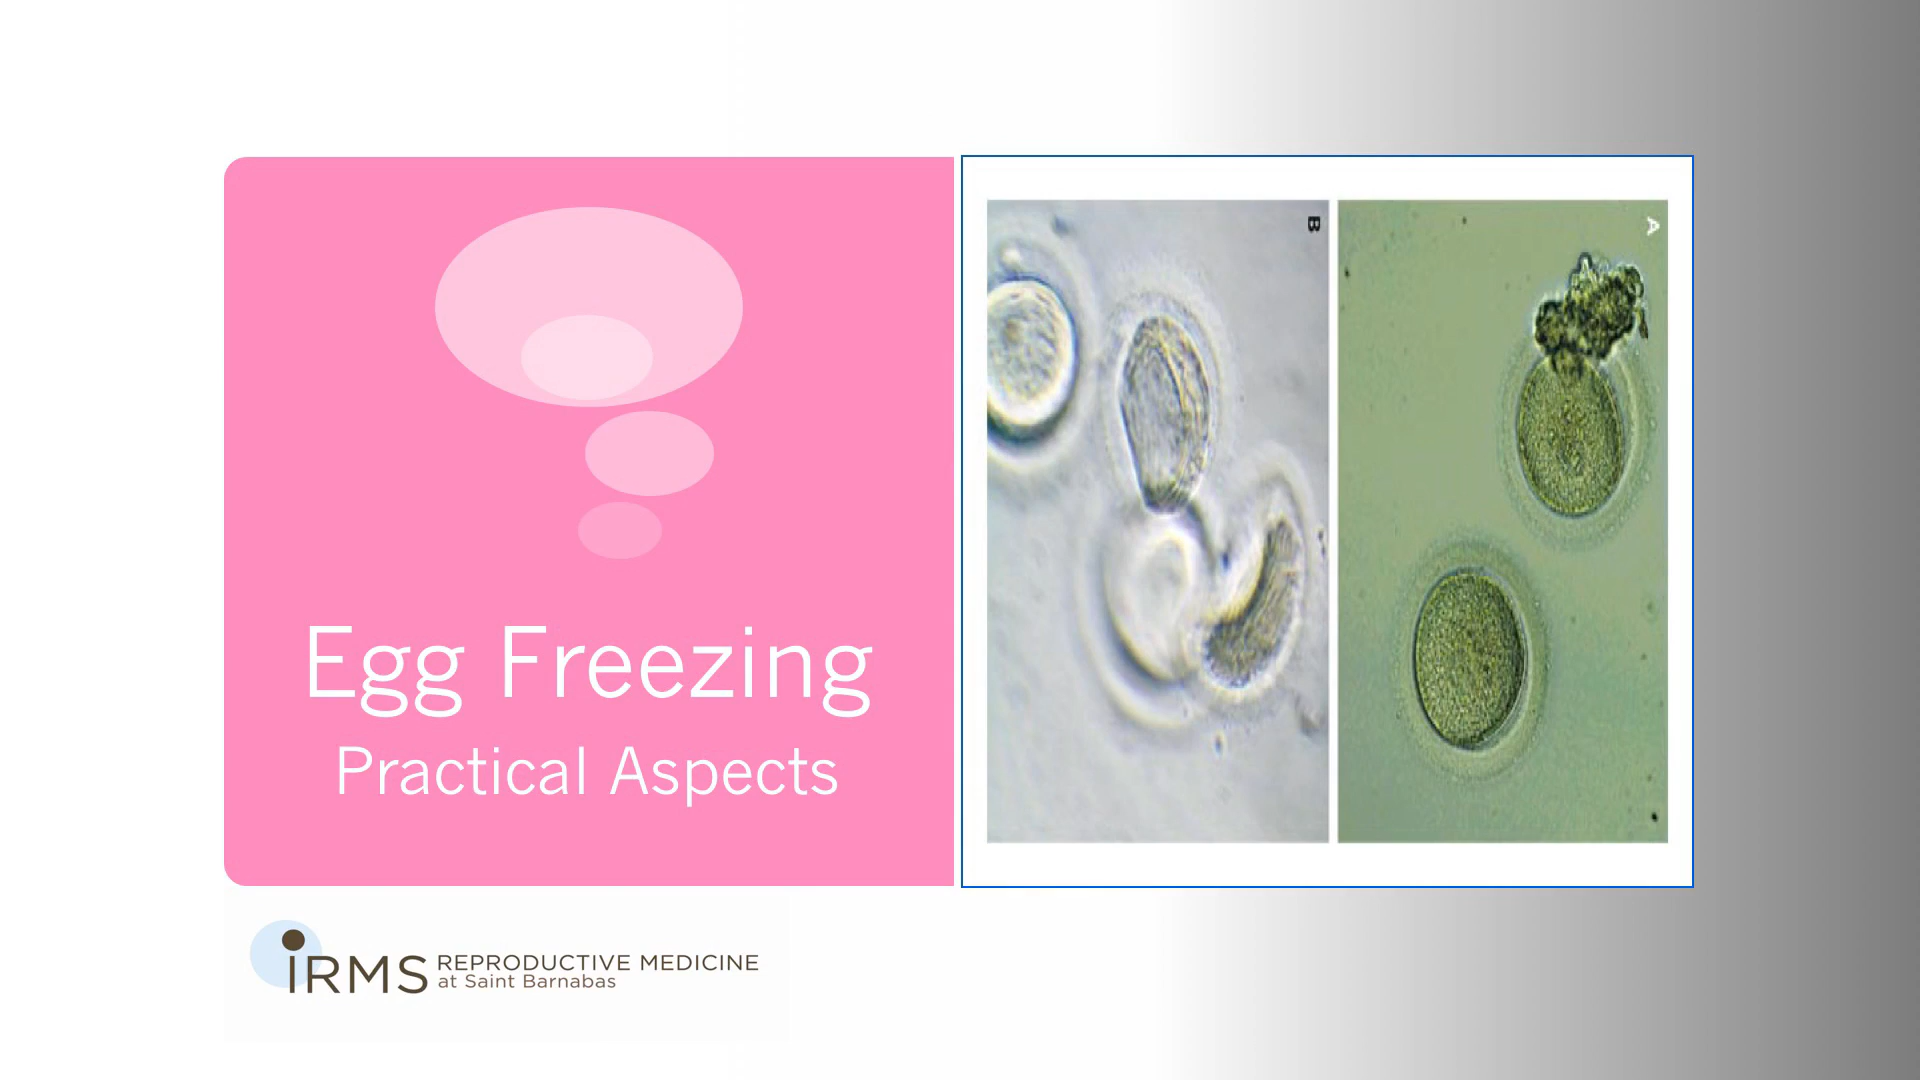 Egg Freezing
Practical Aspects
B
A
iRMS REPRODUCTIVE MEDICINE
at Saint Barnabas